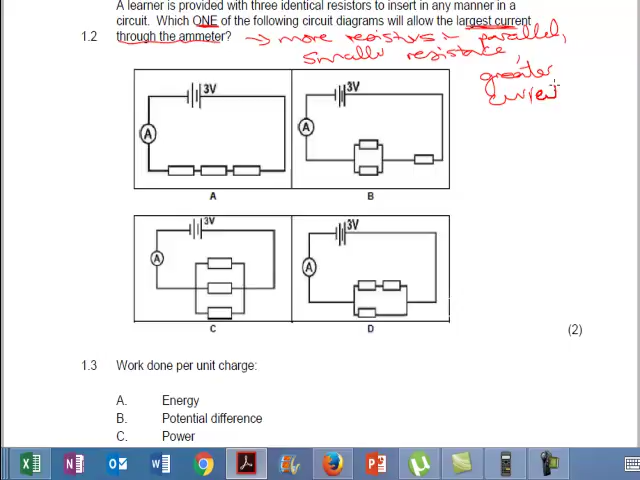 A learner is provided with three identical resistors to insert in any manner in a
circuit. Which ONE of the following circuit diagrams will allow the largest current
1.2 through the ammeter? → more resistors in parallel,
smaller resistance,
greater
current
3V
A
A
3V
A
B
3V
A
C
3V
A
D
(2)
1.3 Work done per unit charge:
A. Energy
B. Potential difference
C. Power